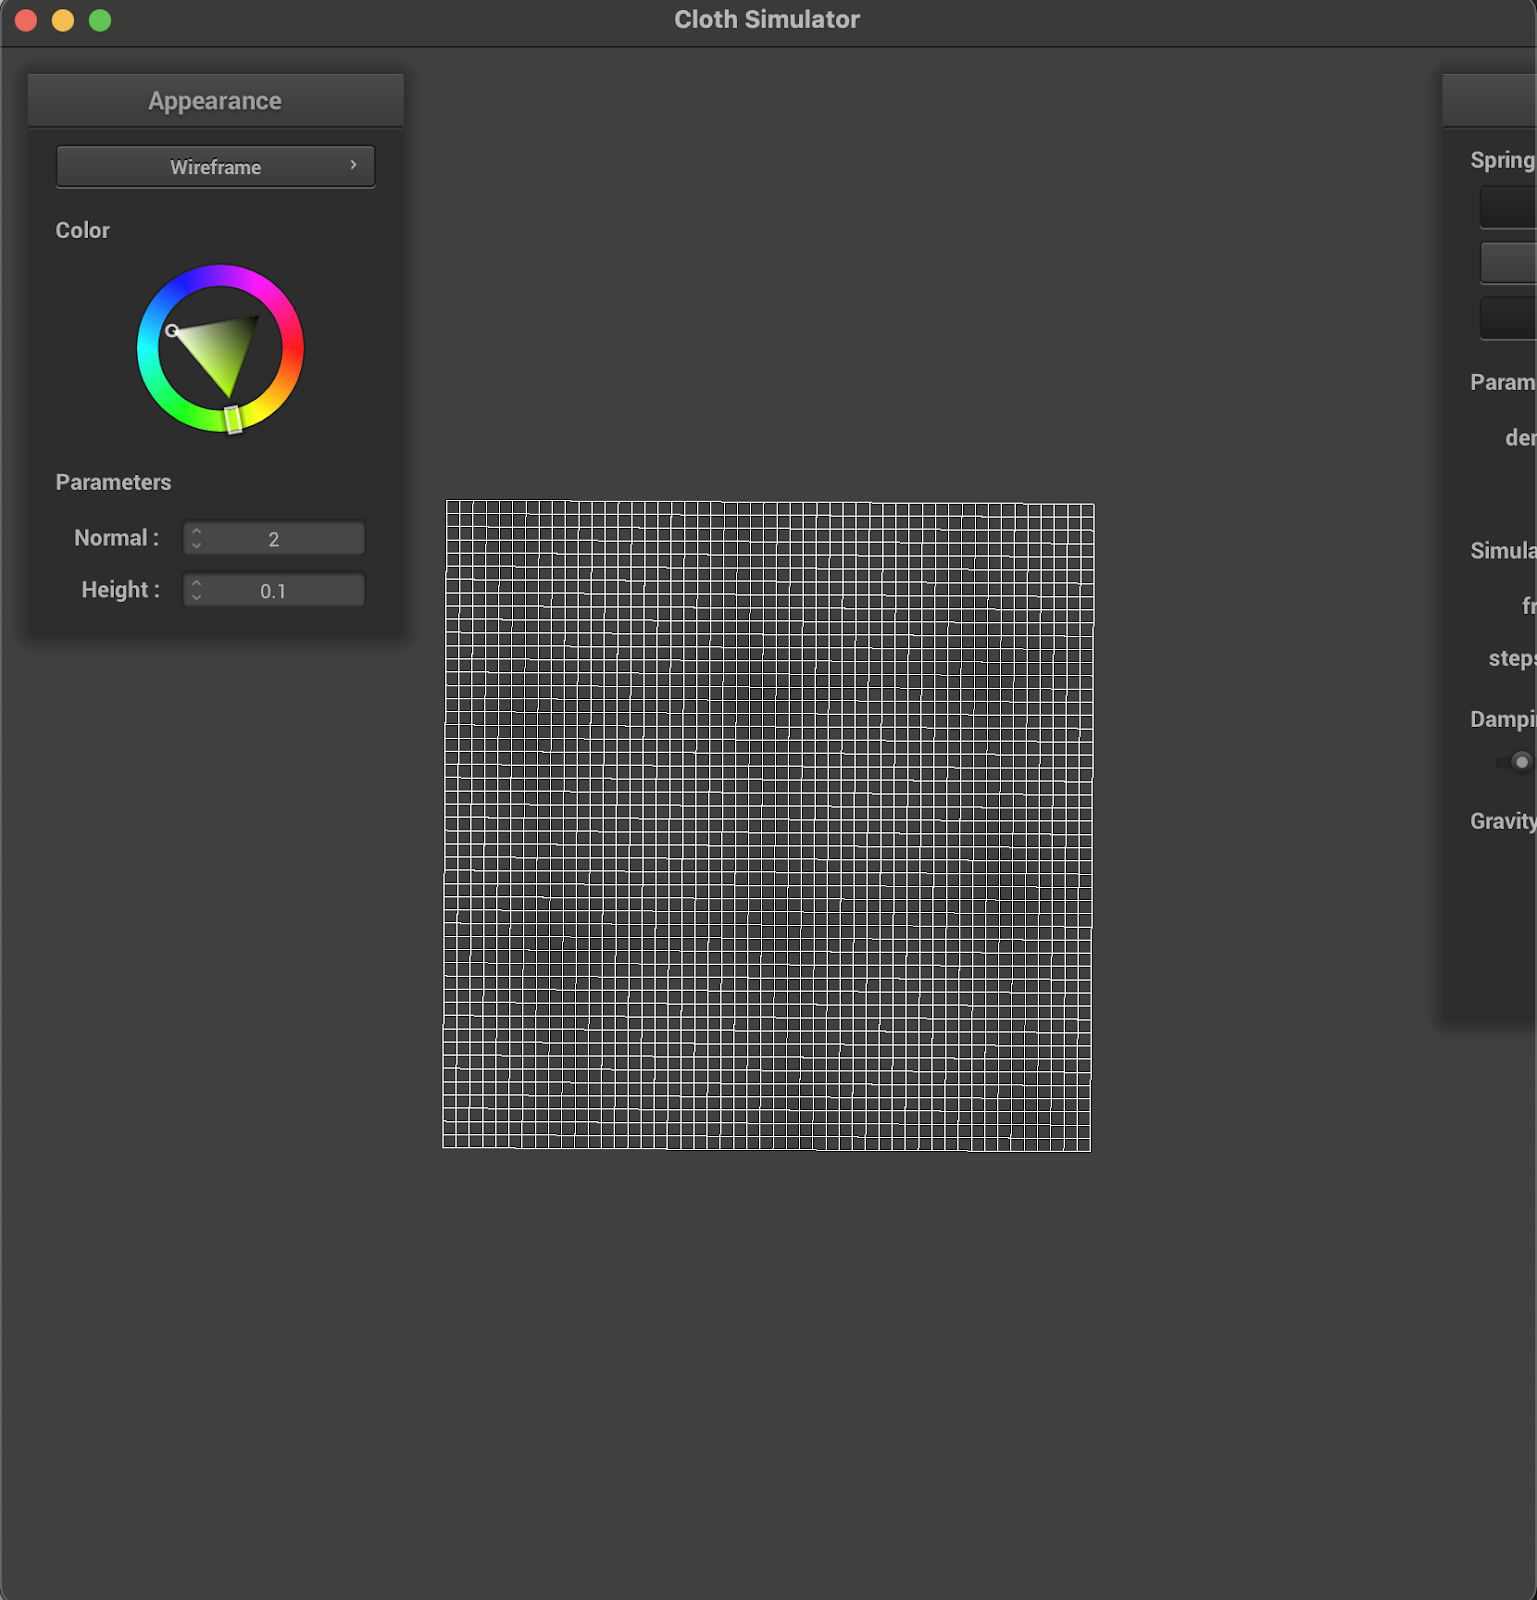 Cloth Simulator
Appearance
Wireframe
Color
Parameters
Normal :
2
Height :
0.1
Spring
Param
der
Simula
fr
steps
Dampi
Gravity